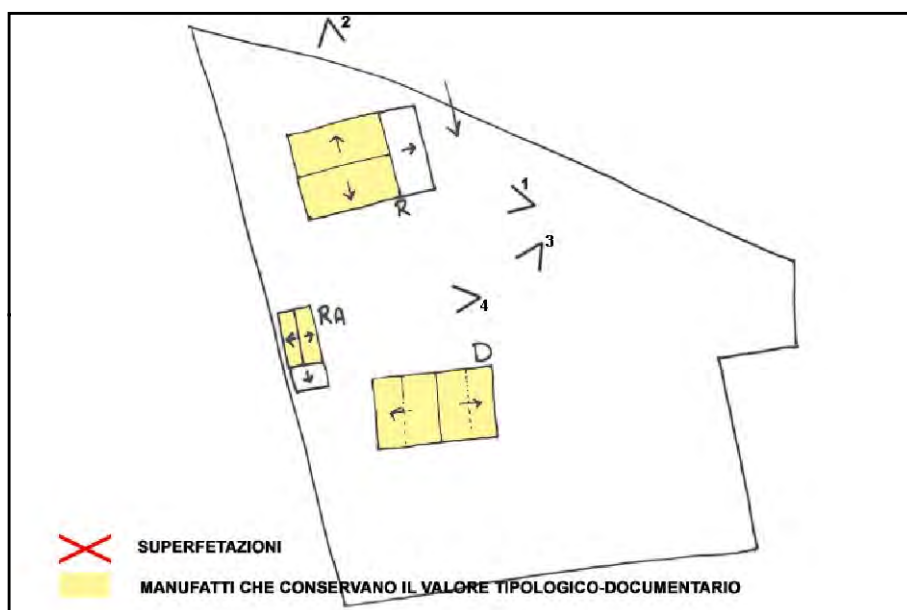 2
1
R
3
4
RA
D
SUPERFETAZIONI
MANUFATTI CHE CONSERVANO IL VALORE TIPOLOGICO-DOCUMENTARIO